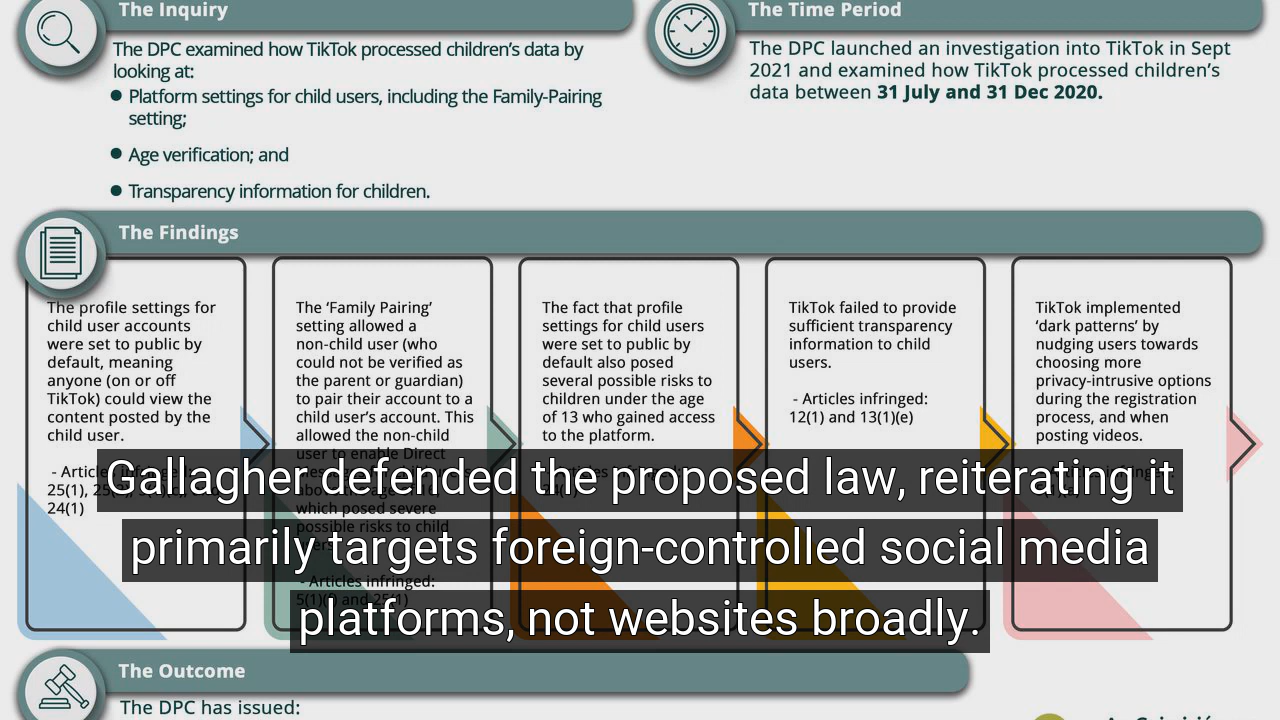 The Inquiry
The DPC examined how TikTok processed children's data by
looking at:
Platform settings for child users, including the Family-Pairing
setting;
Age verification; and
Transparency information for children.
The Time Period
The DPC launched an investigation into TikTok in Sept
2021 and examined how TikTok processed children's
data between 31 July and 31 Dec 2020.
The Findings
The profile settings for
child user accounts
were set to public by
default, meaning
anyone (on or off
TikTok) could view the
content posted by the
child user.
25(1),
24(1)
The 'Family Pairing'
setting allowed a
non-child user (who
could not be verified as
the parent or guardian)
to pair their account to a
child user's account. This
allowed the non-child
user to enable Direct
which posed severe
possible risks to child
- Articles infringed:
5(1)(f) and 25(1)
The fact that profile
settings for child users
were set to public by
default also posed
several possible risks to
children under the age
of 13 who gained access
to the platform.
TikTok failed to provide
sufficient transparency
information to child
users.
- Articles infringed:
12(1) and 13(1)(e)
TikTok implemented
'dark patterns' by
nudging users towards
choosing more
privacy-intrusive options
during the registration
process, and when
posting videos.
Gallagher defended the proposed law, reiterating it
primarily targets foreign-controlled social media
platforms, not websites broadly.
The Outcome
The DPC has issued: